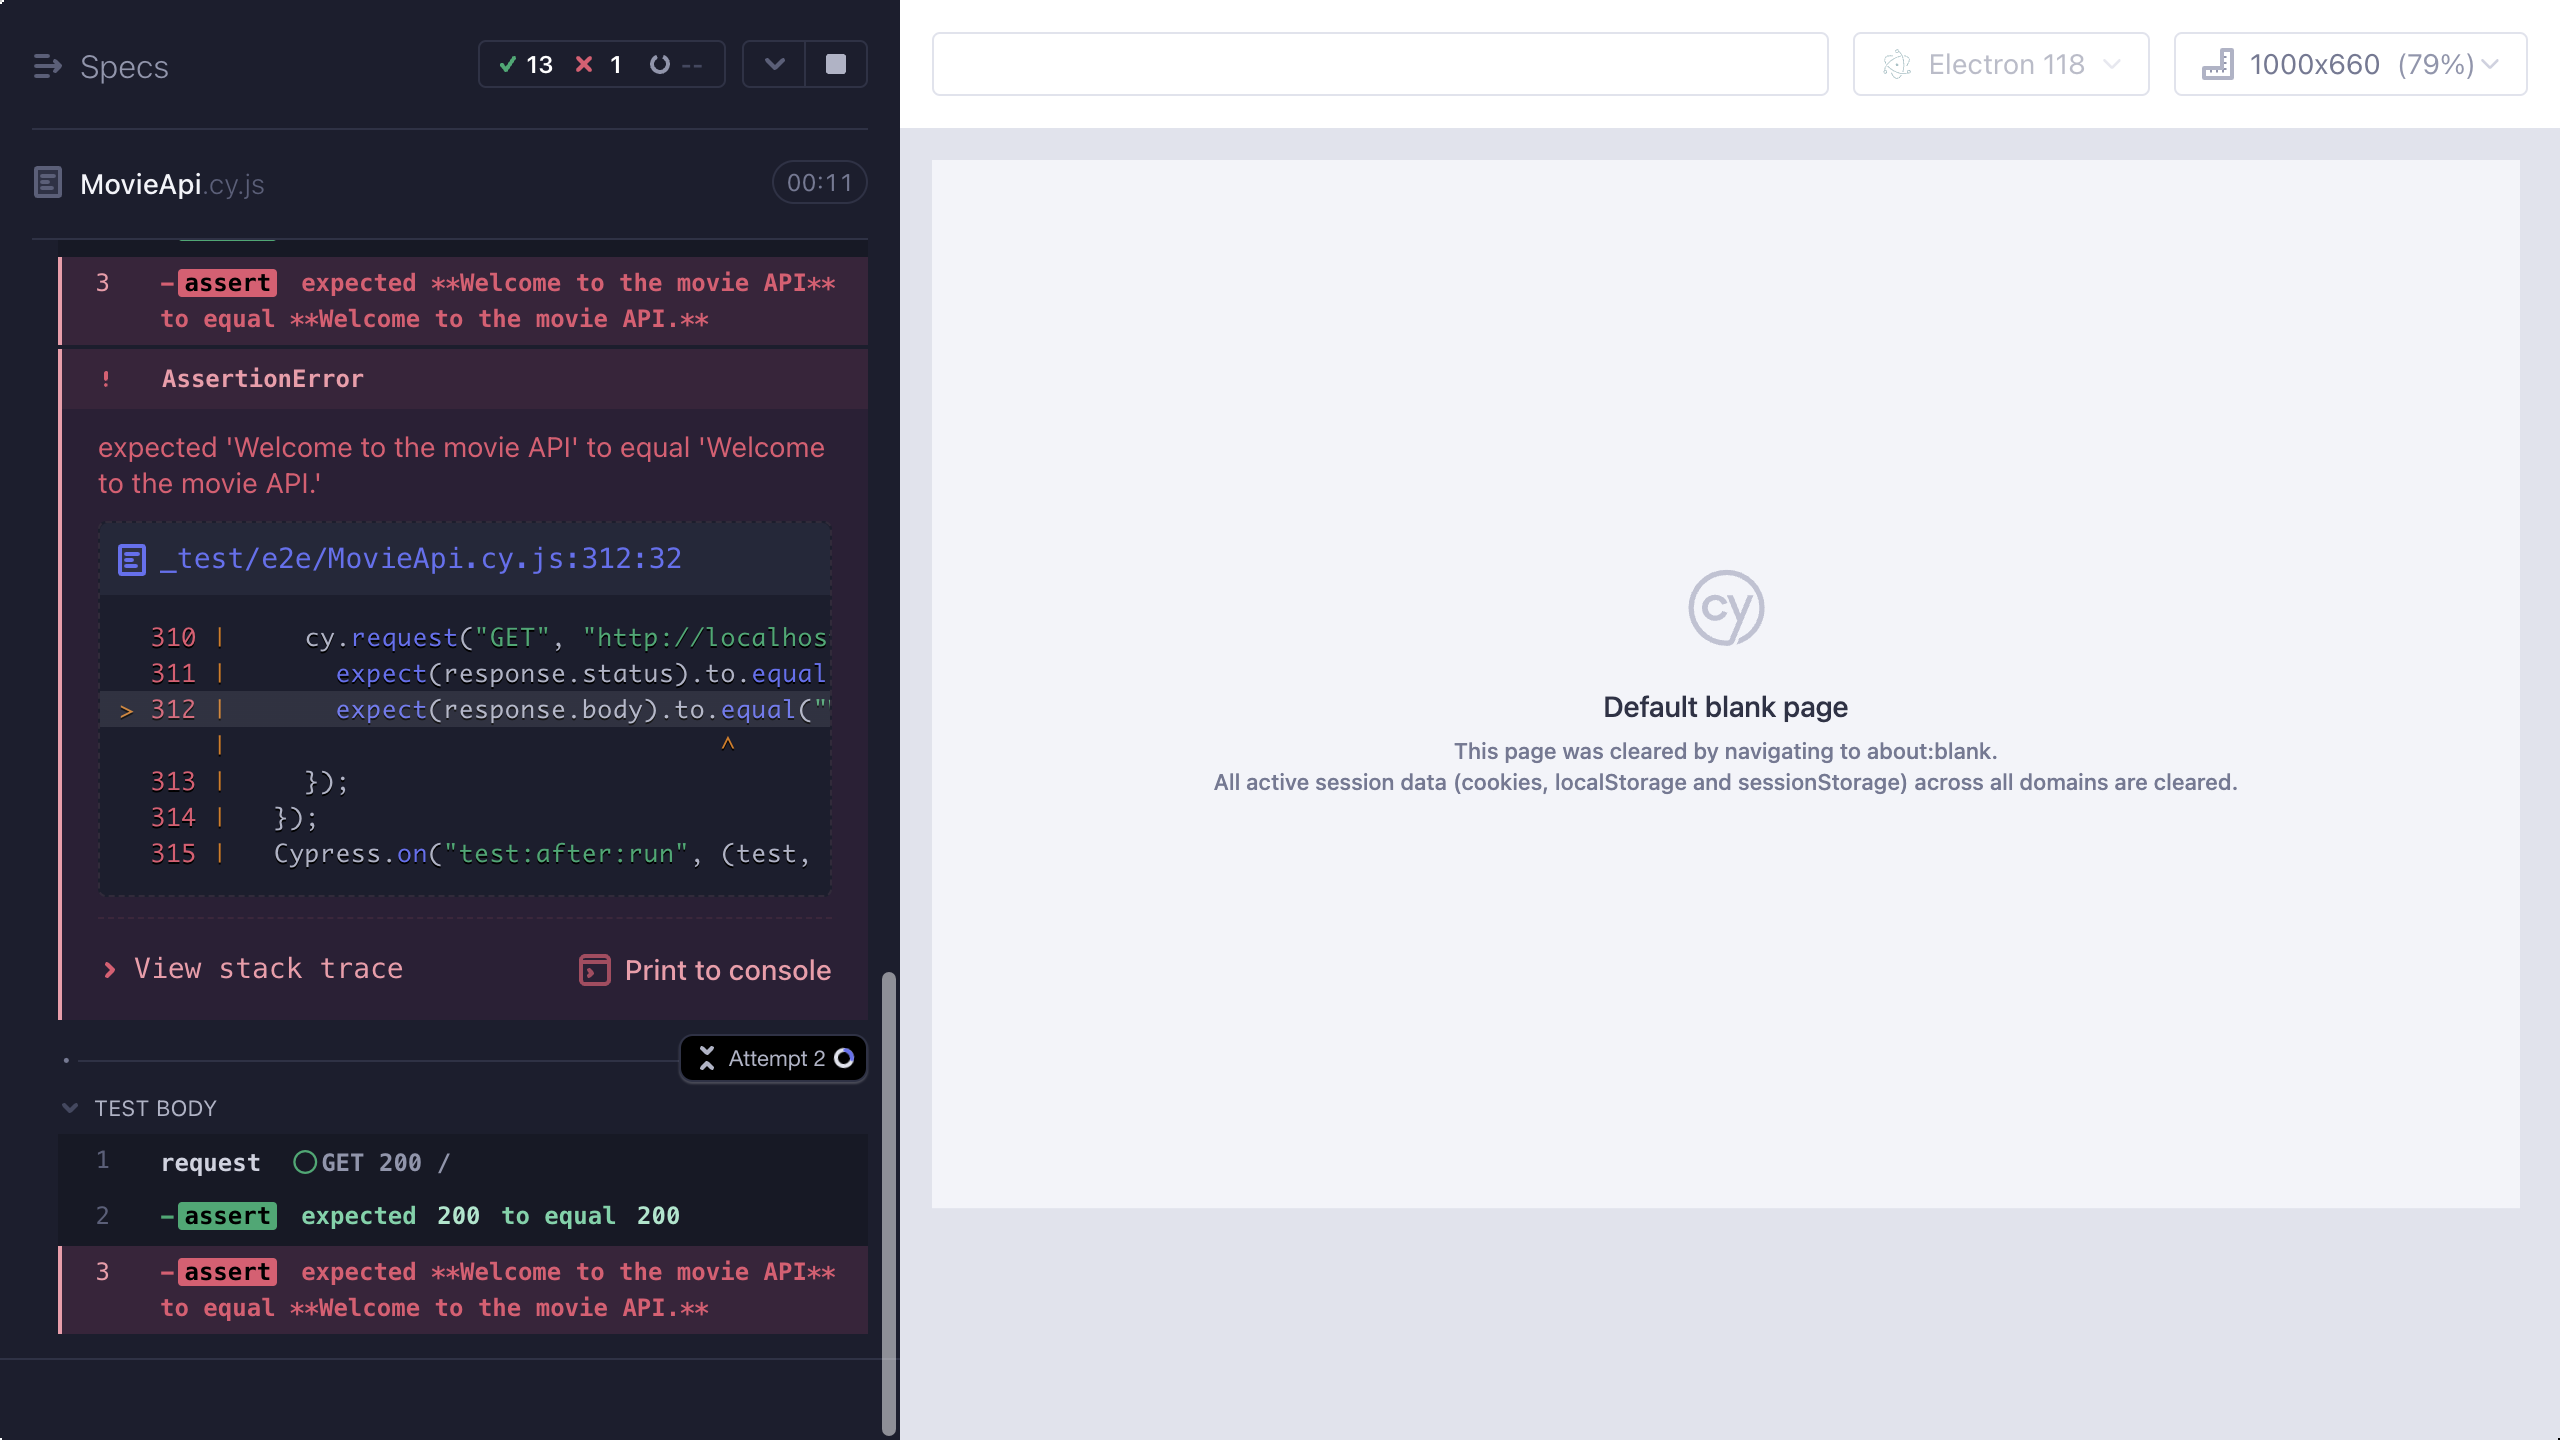 Specs
13 1 --
MovieApi.cy.js
00:11
3 -assert expected **Welcome to the movie API**
to equal **Welcome to the movie API.**
! AssertionError
expected 'Welcome to the movie API' to equal 'Welcome
to the movie API.'
_test/e2e/MovieApi.cy.js:312:32
310 | cy.request("GET", "http://localhos
311 | expect(response.status).to.equal
> 312 | expect(response.body).to.equal("
| ^
313 | });
314 | });
315 | Cypress.on("test:after:run", (test,
View stack trace
Print to console
Attempt 2
TEST BODY
1 request GET 200 /
2 -assert expected 200 to equal 200
3 -assert expected **Welcome to the movie API**
to equal **Welcome to the movie API.**
Electron 118
1000x660 (79%)
cy
Default blank page
This page was cleared by navigating to about:blank.
All active session data (cookies, localStorage and sessionStorage) across all domains are cleared.